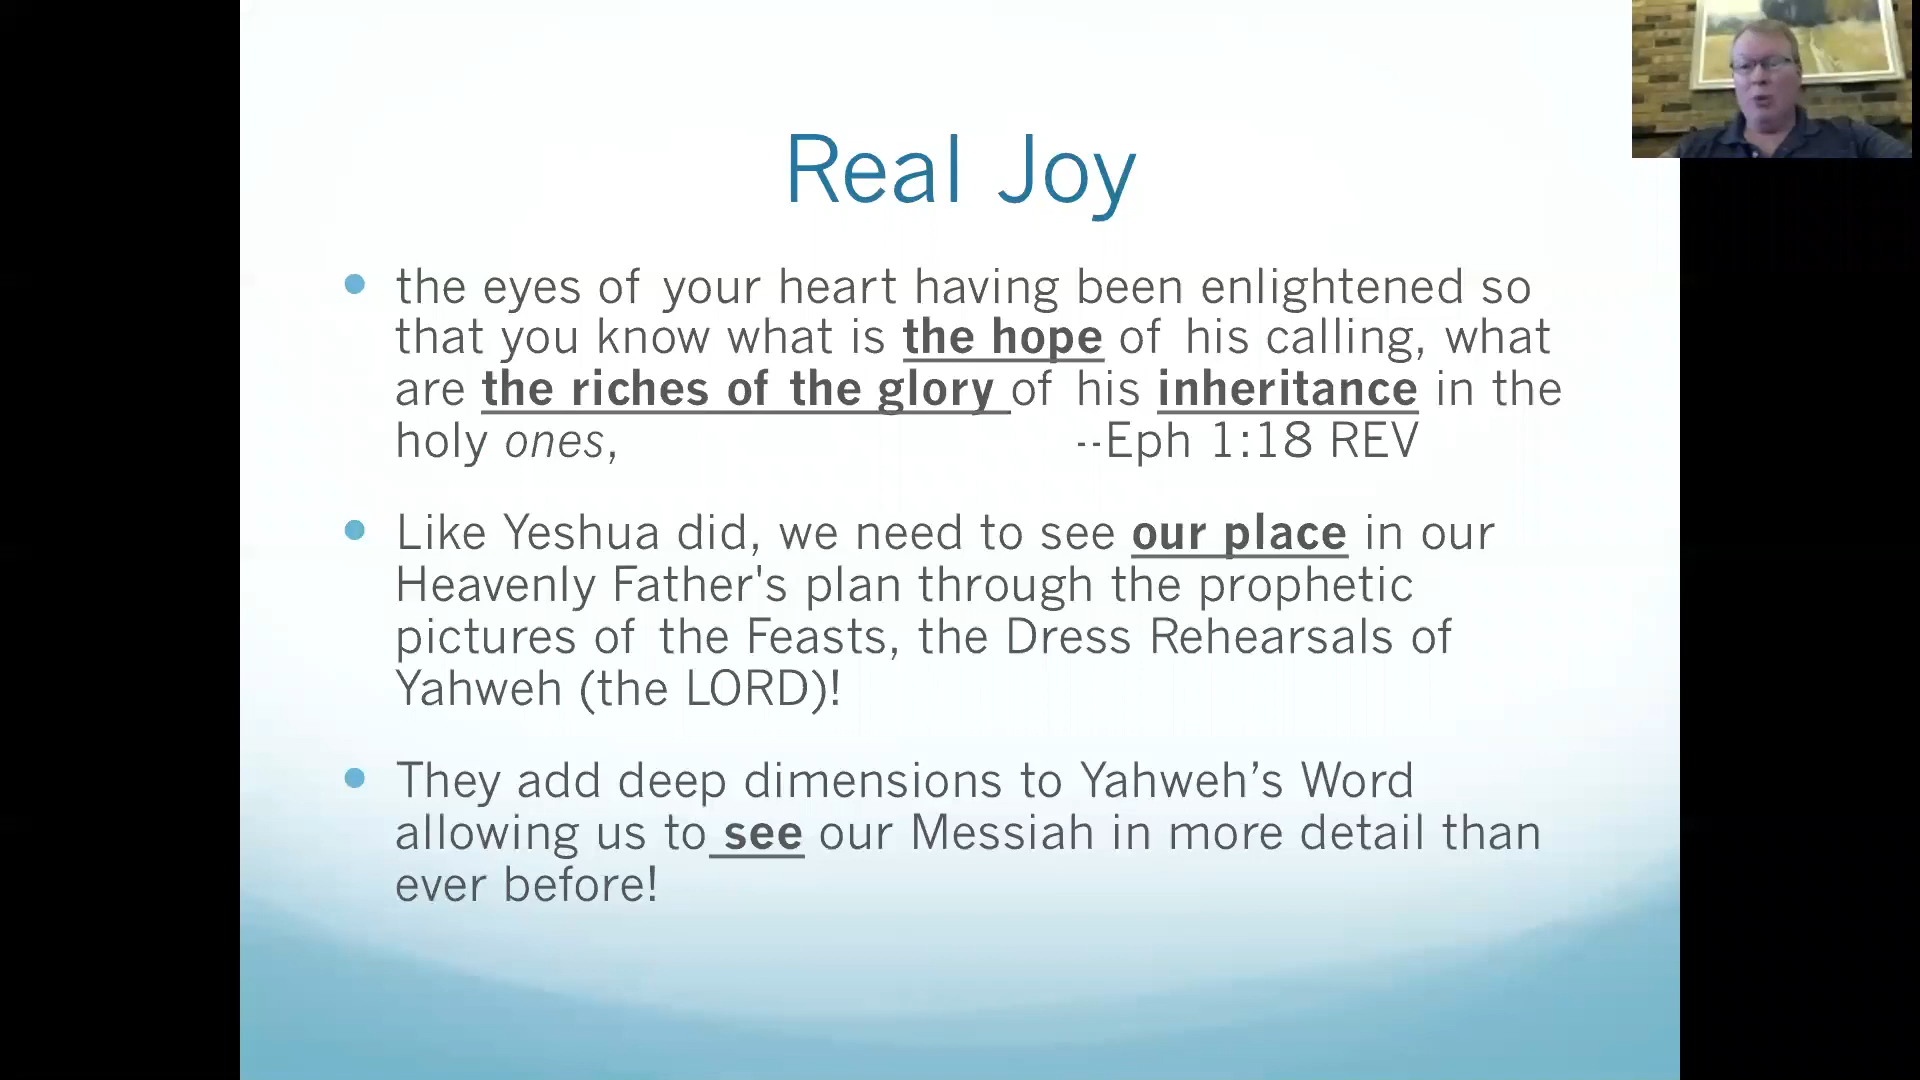 Real Joy
the eyes of your heart having been enlightened so
that you know what is the hope of his calling, what
are the riches of the glory of his inheritance in the
holy ones, --Eph 1:18 REV
Like Yeshua did, we need to see our place in our
Heavenly Father's plan through the prophetic
pictures of the Feasts, the Dress Rehearsals of
Yahweh (the LORD)!
They add deep dimensions to Yahweh’s Word
allowing us to see our Messiah in more detail than
ever before!